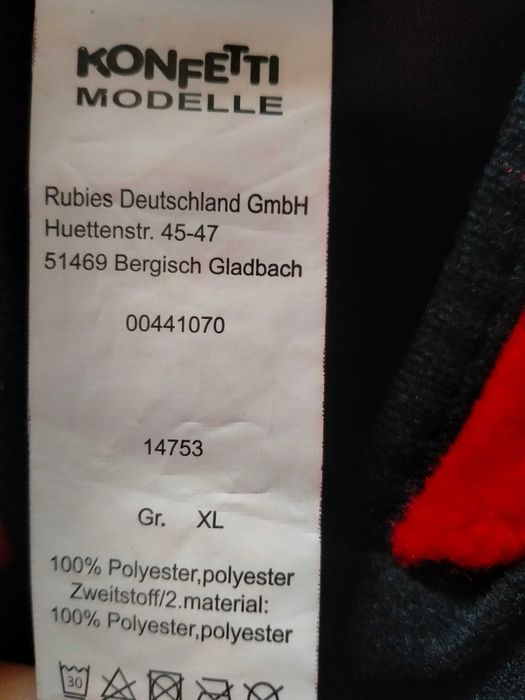 KONFETTI
MODELLE
Rubies Deutschland GmbH
Huettenstr. 45-47
51469 Bergisch Gladbach
00441070
14753
Gr. XL
100% Polyester,polyester
Zweitstoff/2.material:
100% Polyester,polyester
30